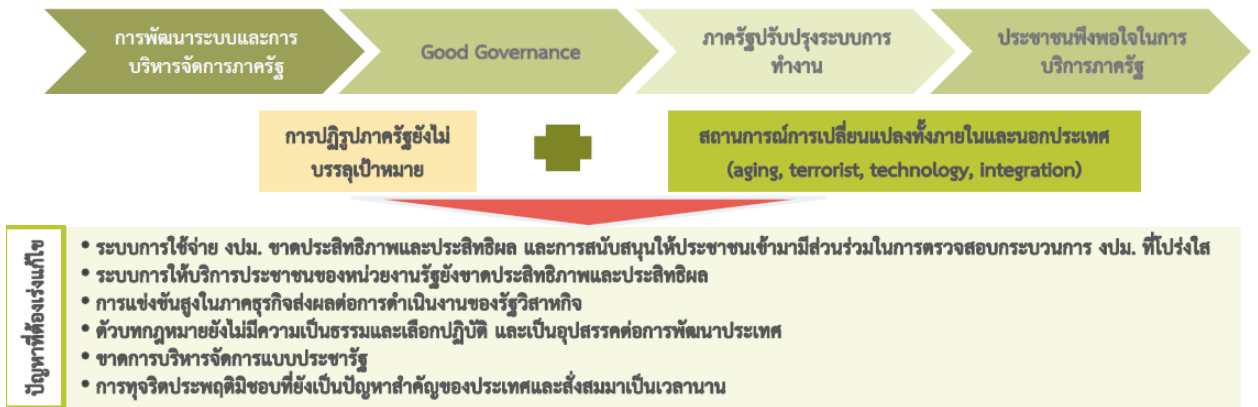 การพัฒนาระบบและการ
บริหารจัดการภาครัฐ
Good Governance
ภาครัฐปรับปรุงระบบการ
ทำงาน
ประชาชนพึงพอใจในการ
บริการภาครัฐ
การปฏิรูปภาครัฐยังไม่
บรรลุเป้าหมาย
สถานการณ์การเปลี่ยนแปลงทั้งภายในและนอกประเทศ
(aging, terrorist, technology, integration)
ปัญหาที่ต้องเร่งแก้ไข
• ระบบการใช้จ่าย งปม. ขาดประสิทธิภาพและประสิทธิผล และการสนับสนุนให้ประชาชนเข้ามามีส่วนร่วมในการตรวจสอบกระบวนการ งปม. ที่โปร่งใส
• ระบบการให้บริการประชาชนของหน่วยงานรัฐยังขาดประสิทธิภาพและประสิทธิผล
• การแข่งขันสูงในภาคธุรกิจส่งผลต่อการดำเนินงานของรัฐวิสาหกิจ
• ตัวบทกฎหมายยังไม่มีความเป็นธรรมและเลือกปฏิบัติ และเป็นอุปสรรคต่อการพัฒนาประเทศ
• ขาดการบริหารจัดการแบบประชารัฐ
• การทุจริตประพฤติมิชอบที่ยังเป็นปัญหาสำคัญของประเทศและสั่งสมมาเป็นเวลานาน